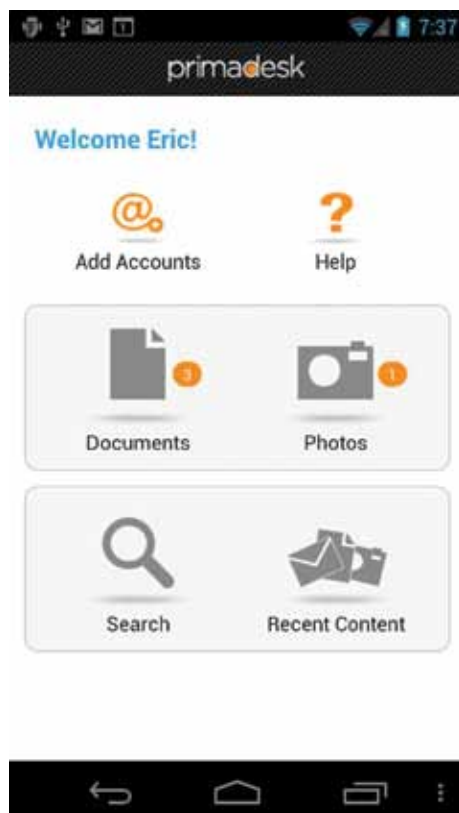 7:37
primadesk
Welcome Eric!
Add Accounts
Help
3
1
Documents
Photos
Search
Recent Content